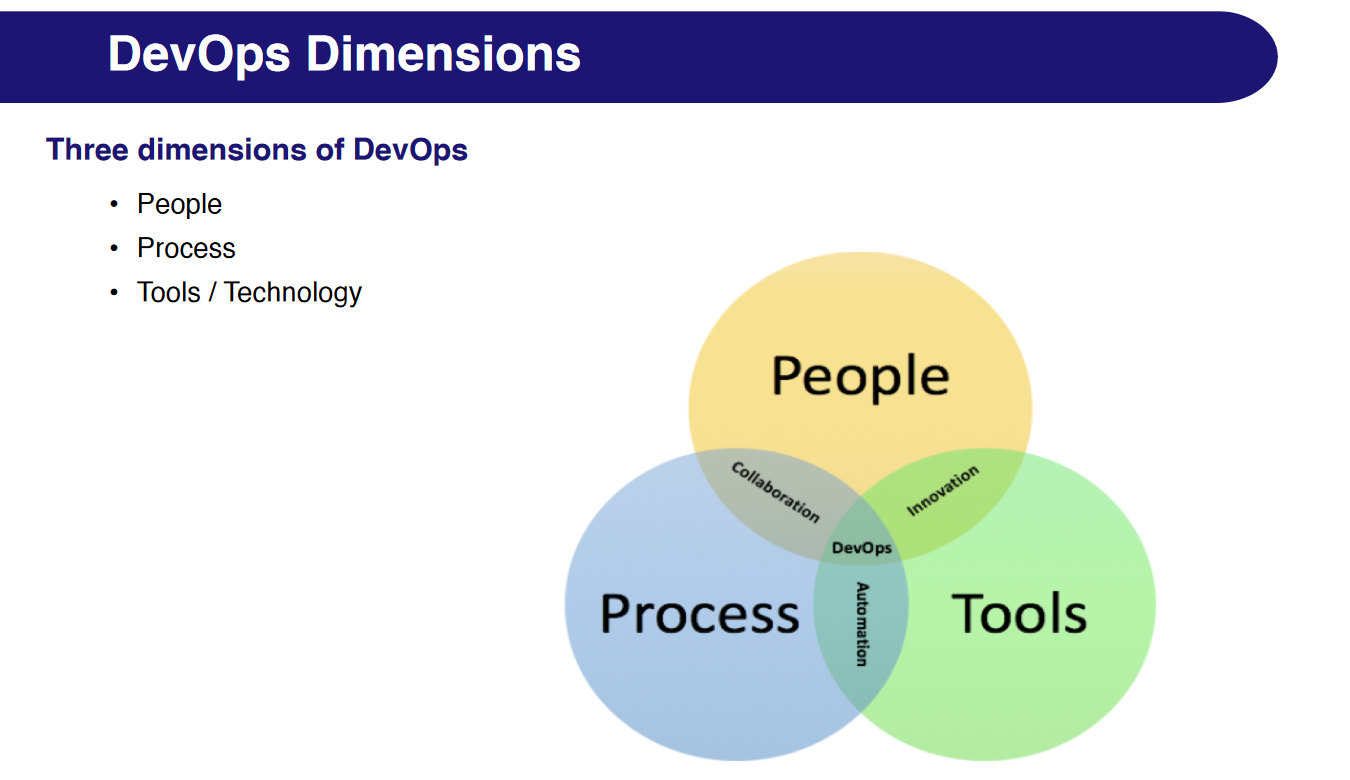 DevOps Dimensions
Three dimensions of DevOps
• People
• Process
• Tools / Technology
People
Collaboration
Innovation
DevOps
Process
Automation
Tools